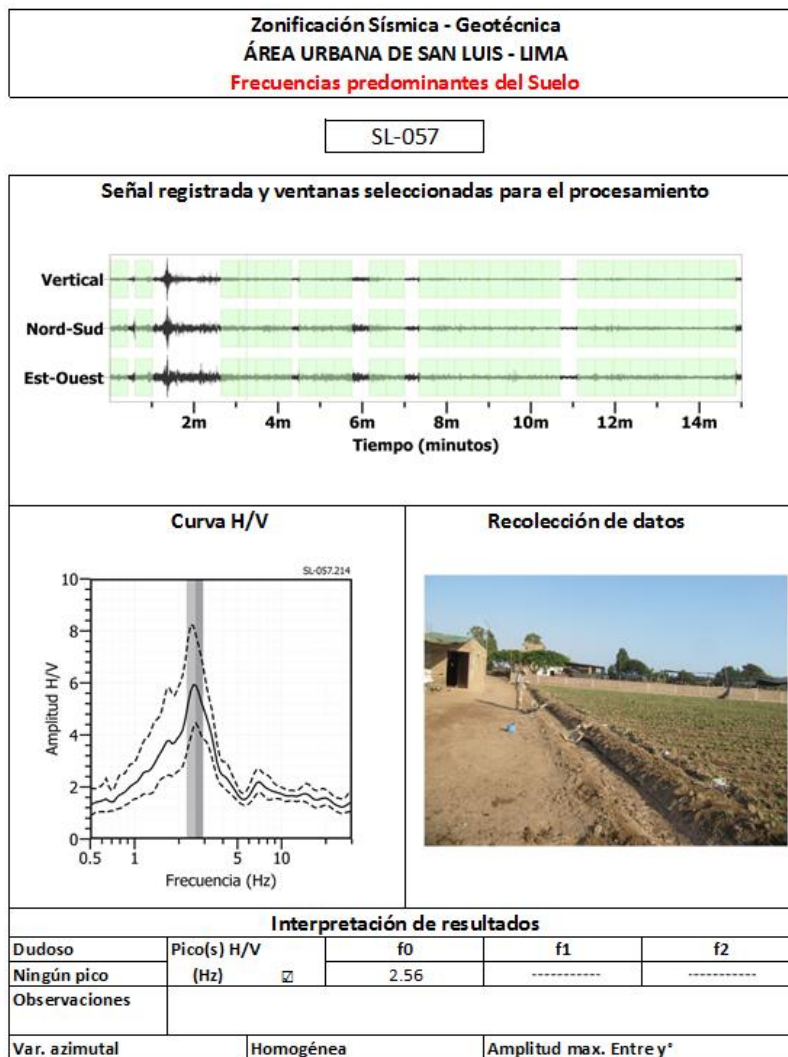 Zonificación Sísmica - Geotécnica
ÁREA URBANA DE SAN LUIS - LIMA
Frecuencias predominantes del Suelo
SL-057
Señal registrada y ventanas seleccionadas para el procesamiento
Vertical
Nord-Sud
Est-Ouest
2m 4m 6m 8m 10m 12m 14m
Tiempo (minutos)
Curva H/V
SL-057.214
10
8
6
4
2
0
Amplitud H/V
0.5 1 5 10
Frecuencia (Hz)
Recolección de datos
Interpretación de resultados
Dudoso Pico(s) H/V f0 f1 f2
Ningún pico (Hz) ☑ 2.56 ----------- -----------
Observaciones
Var. azimutal Homogénea Amplitud max. Entre y°